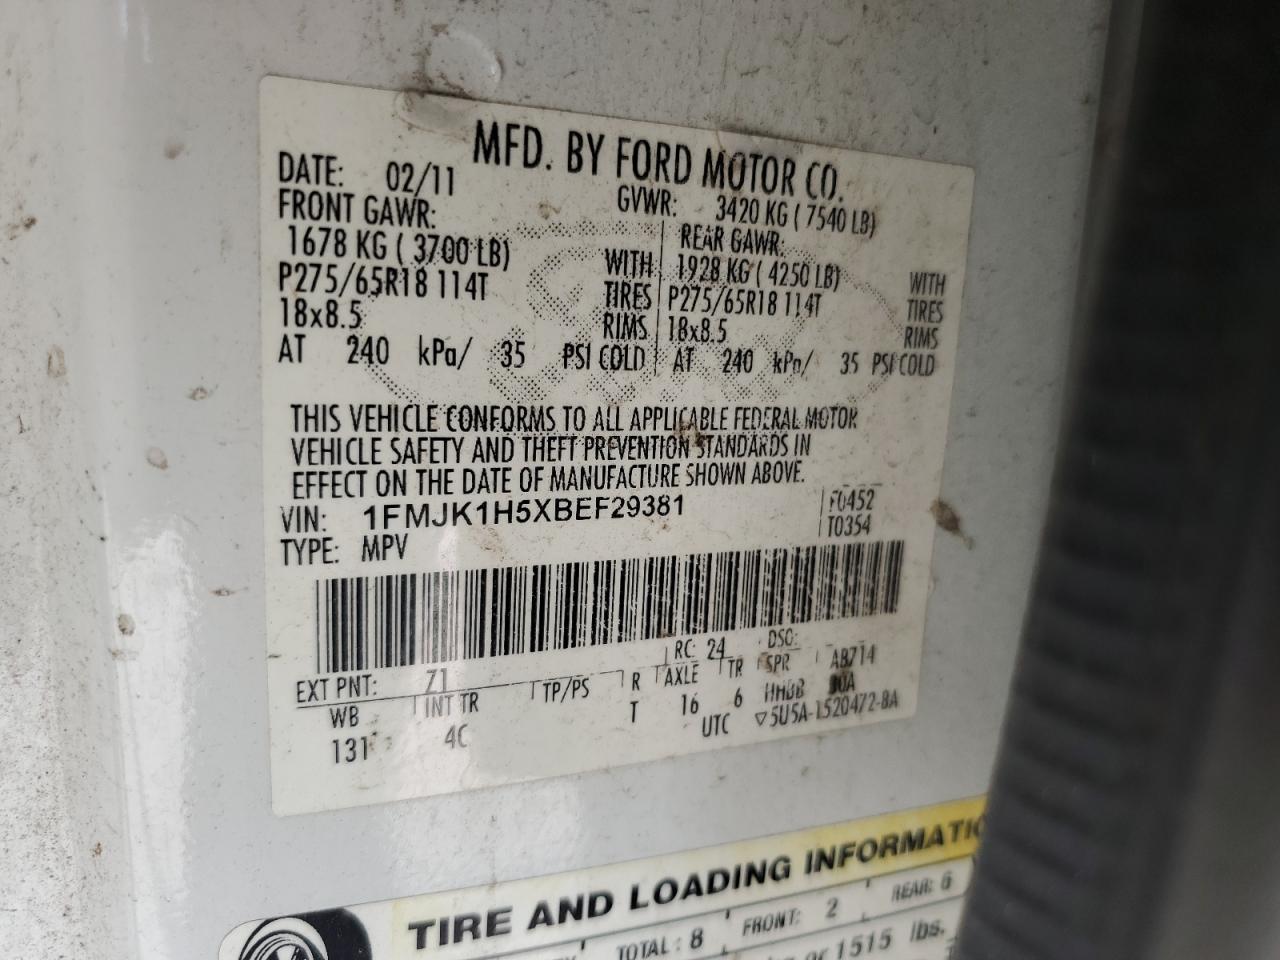 MFD. BY FORD MOTOR CO.
DATE: 02/11 GVWR: 3420 KG ( 7540 LB)
FRONT GAWR: REAR GAWR:
1678 KG ( 3700 LB) WITH 1928 KG ( 4250 LB) WITH
P275/65R18 114T TIRES P275/65R18 114T TIRES
18x8.5 RIMS 18x8.5 RIMS
AT 240 kPa/ 35 PSI COLD AT 240 kPa/ 35 PSI COLD
THIS VEHICLE CONFORMS TO ALL APPLICABLE FEDERAL MOTOR
VEHICLE SAFETY AND THEFT PREVENTION STANDARDS IN
EFFECT ON THE DATE OF MANUFACTURE SHOWN ABOVE.
VIN: 1FMJK1H5XBEF29381 F0452
TYPE: MPV T0354
EXT PNT: Z1 RC: 24 DSO:
WB INT TR TP/PS R AXLE TR SPR AB714
131 4C T 16 6 HHBB
UTC ▽5U5A-1520472-BA
TIRE AND LOADING INFORMATIO
TOTAL: 8 FRONT: 2 REAR: 6
or 1515 lbs.